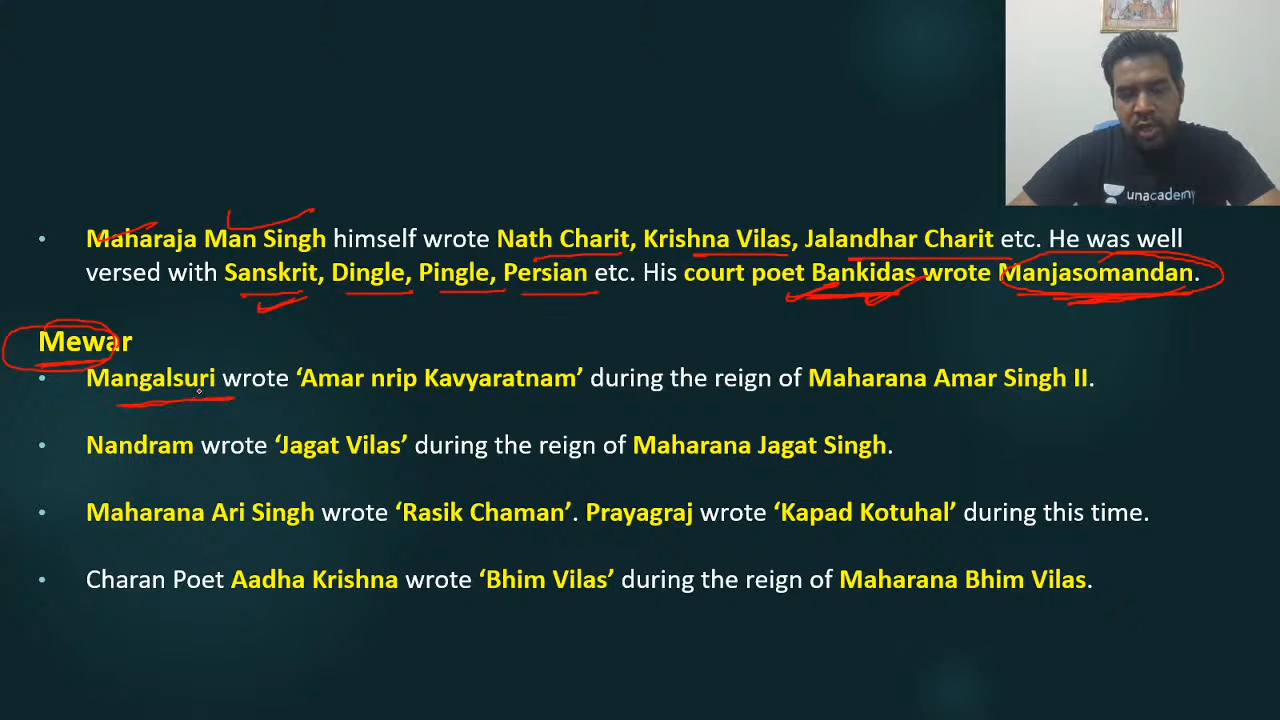 unacademy
• Maharaja Man Singh himself wrote Nath Charit, Krishna Vilas, Jalandhar Charit etc. He was well
versed with Sanskrit, Dingle, Pingle, Persian etc. His court poet Bankidas wrote Manjasomandan.
Mewar
• Mangalsuri wrote ‘Amar nrip Kavyaratnam’ during the reign of Maharana Amar Singh II.
• Nandram wrote ‘Jagat Vilas’ during the reign of Maharana Jagat Singh.
• Maharana Ari Singh wrote ‘Rasik Chaman’. Prayagraj wrote ‘Kapad Kotuhal’ during this time.
• Charan Poet Aadha Krishna wrote ‘Bhim Vilas’ during the reign of Maharana Bhim Vilas.